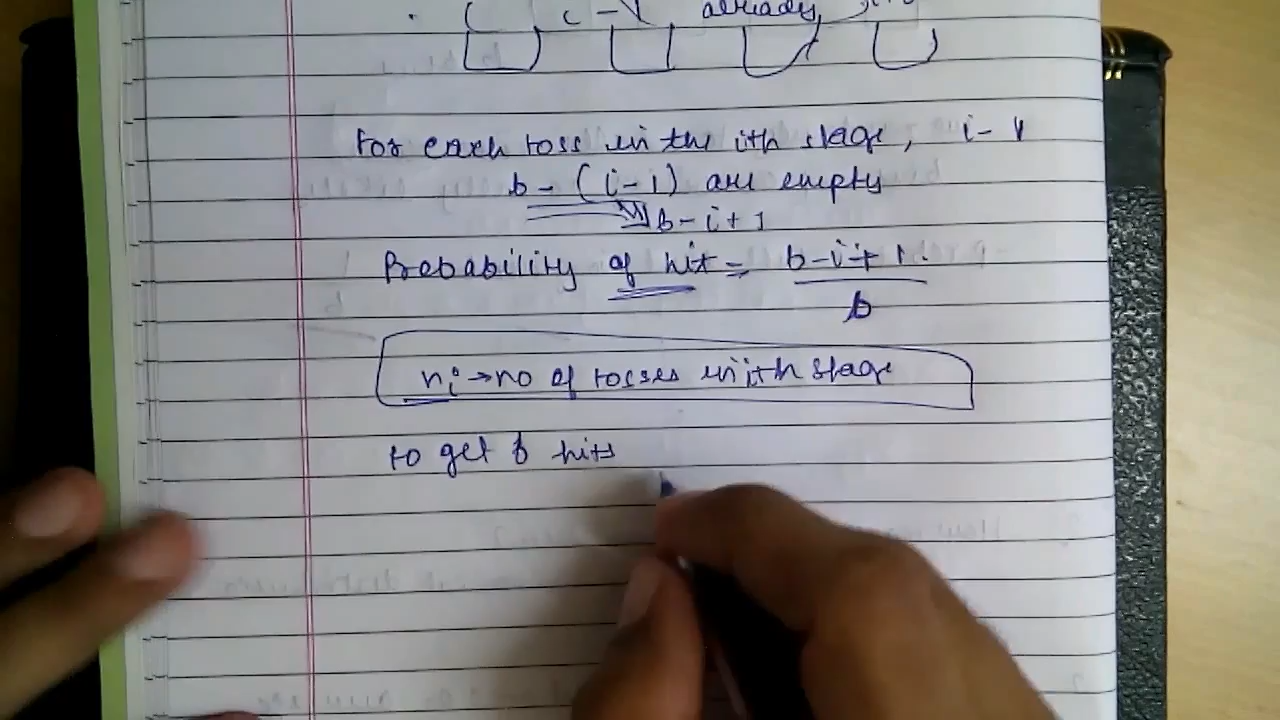 i - 1 already
For each toss in the ith stage, i - 1
b - (i - 1) are empty
b - i + 1
Probability of hit = b - i + 1
b
ni → no of tosses in ith stage
to get b hits